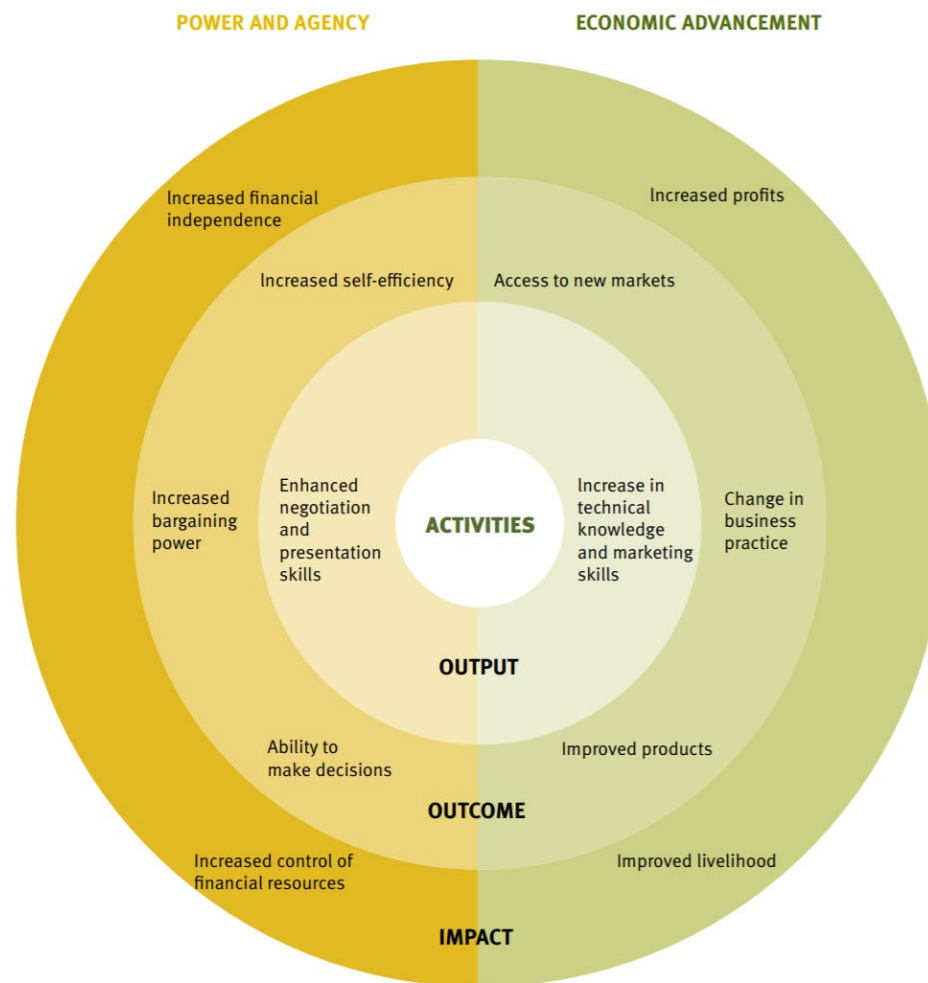 POWER AND AGENCY
ECONOMIC ADVANCEMENT
Increased financial
independence
Increased profits
Increased self-efficiency
Access to new markets
Increased
bargaining
power
Enhanced
negotiation
and
presentation
skills
ACTIVITIES
Increase in
technical
knowledge
and marketing
skills
Change in
business
practice
OUTPUT
Ability to
make decisions
Improved products
OUTCOME
Increased control of
financial resources
Improved livelihood
IMPACT